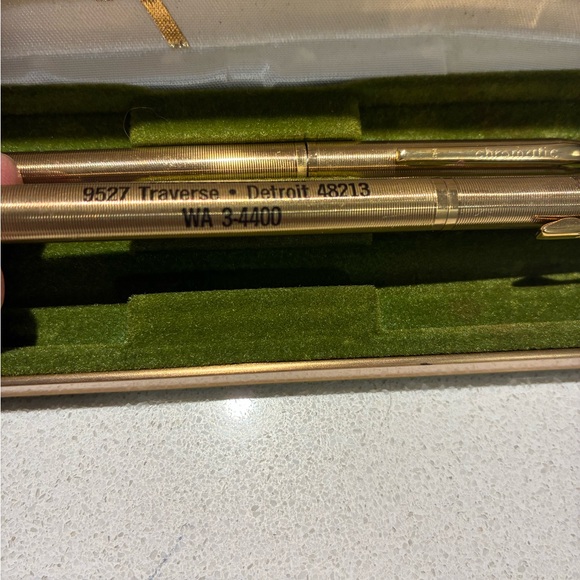 chromatic
9527 Traverse • Detroit 48213
WA 3-4400